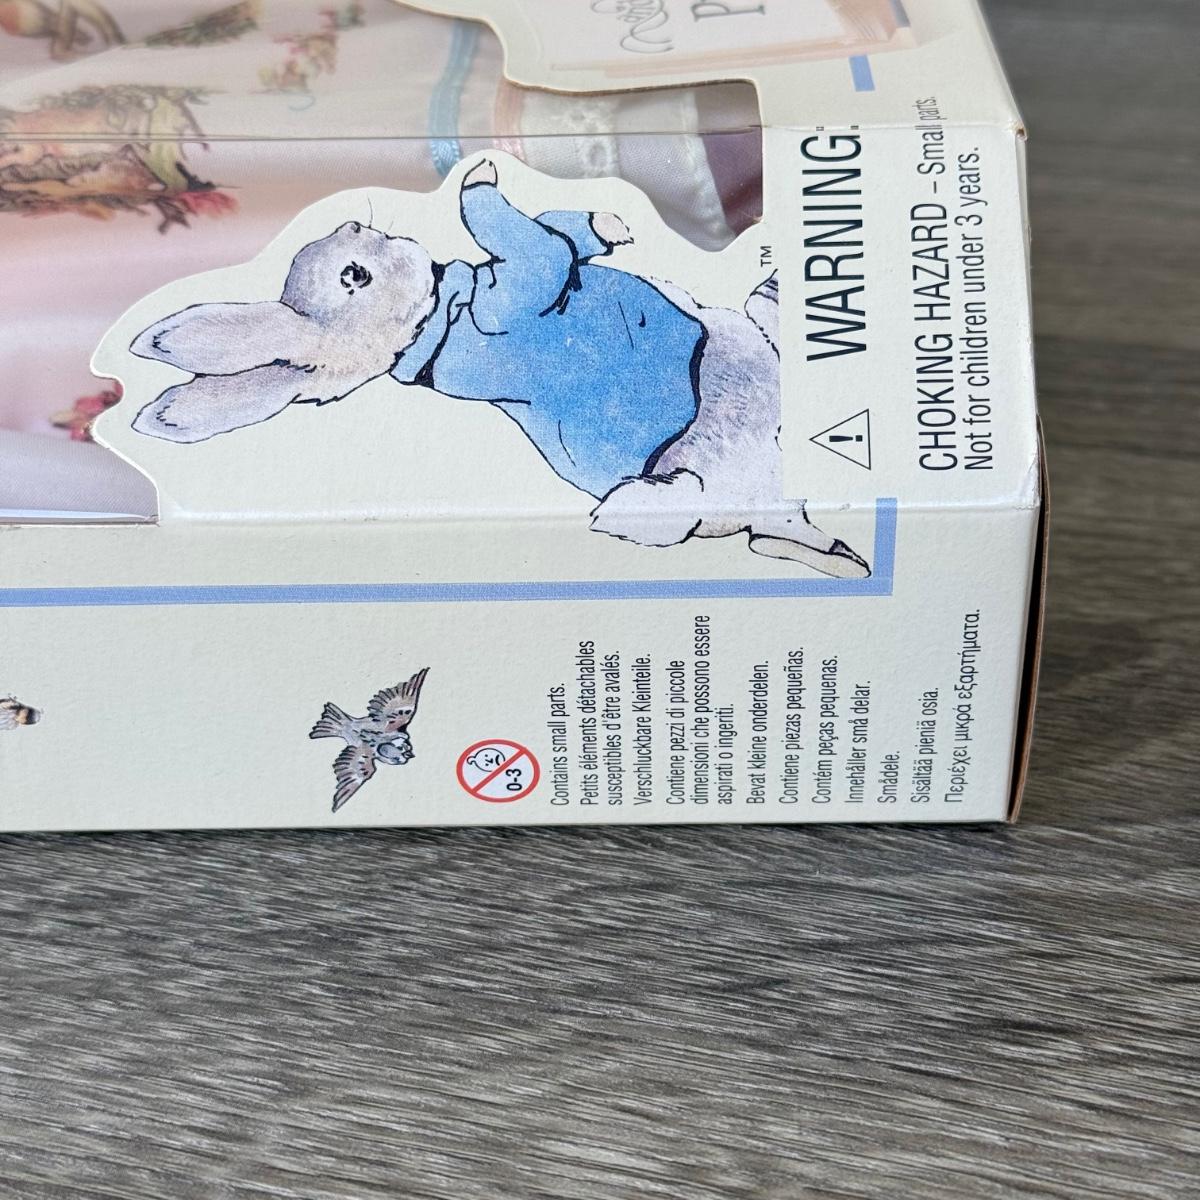 WARNING:
CHOKING HAZARD – Small parts.
Not for children under 3 years.
TM
0-3
Contains small parts.
Petits éléments détachables
susceptibles d'être avalés.
Verschluckbare Kleinteile.
Contiene pezzi di piccole
dimensioni che possono essere
aspirati o ingeriti.
Bevat kleine onderdelen.
Contiene piezas pequeñas.
Contém peças pequenas.
Innehåller små delar.
Smådele.
Sisältää pieniä osia.
Περιέχει μικρά εξαρτήματα.